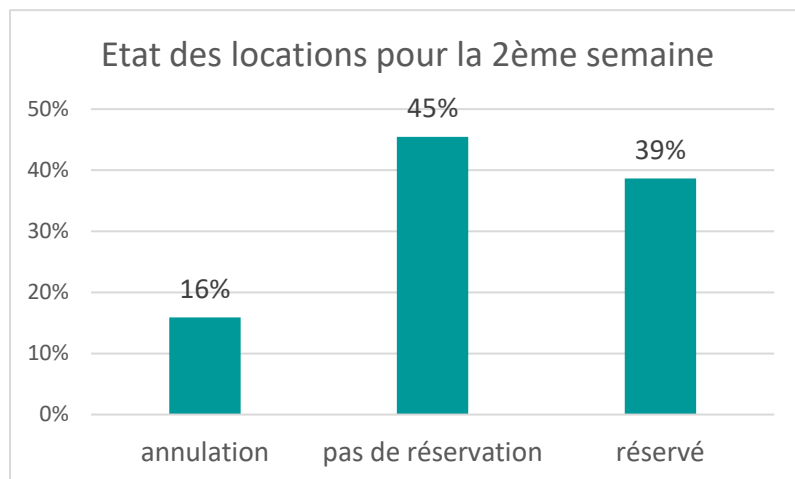 Etat des locations pour la 2ème semaine
50%
45%
40%
39%
30%
20%
16%
10%
0%
annulation
pas de réservation
réservé